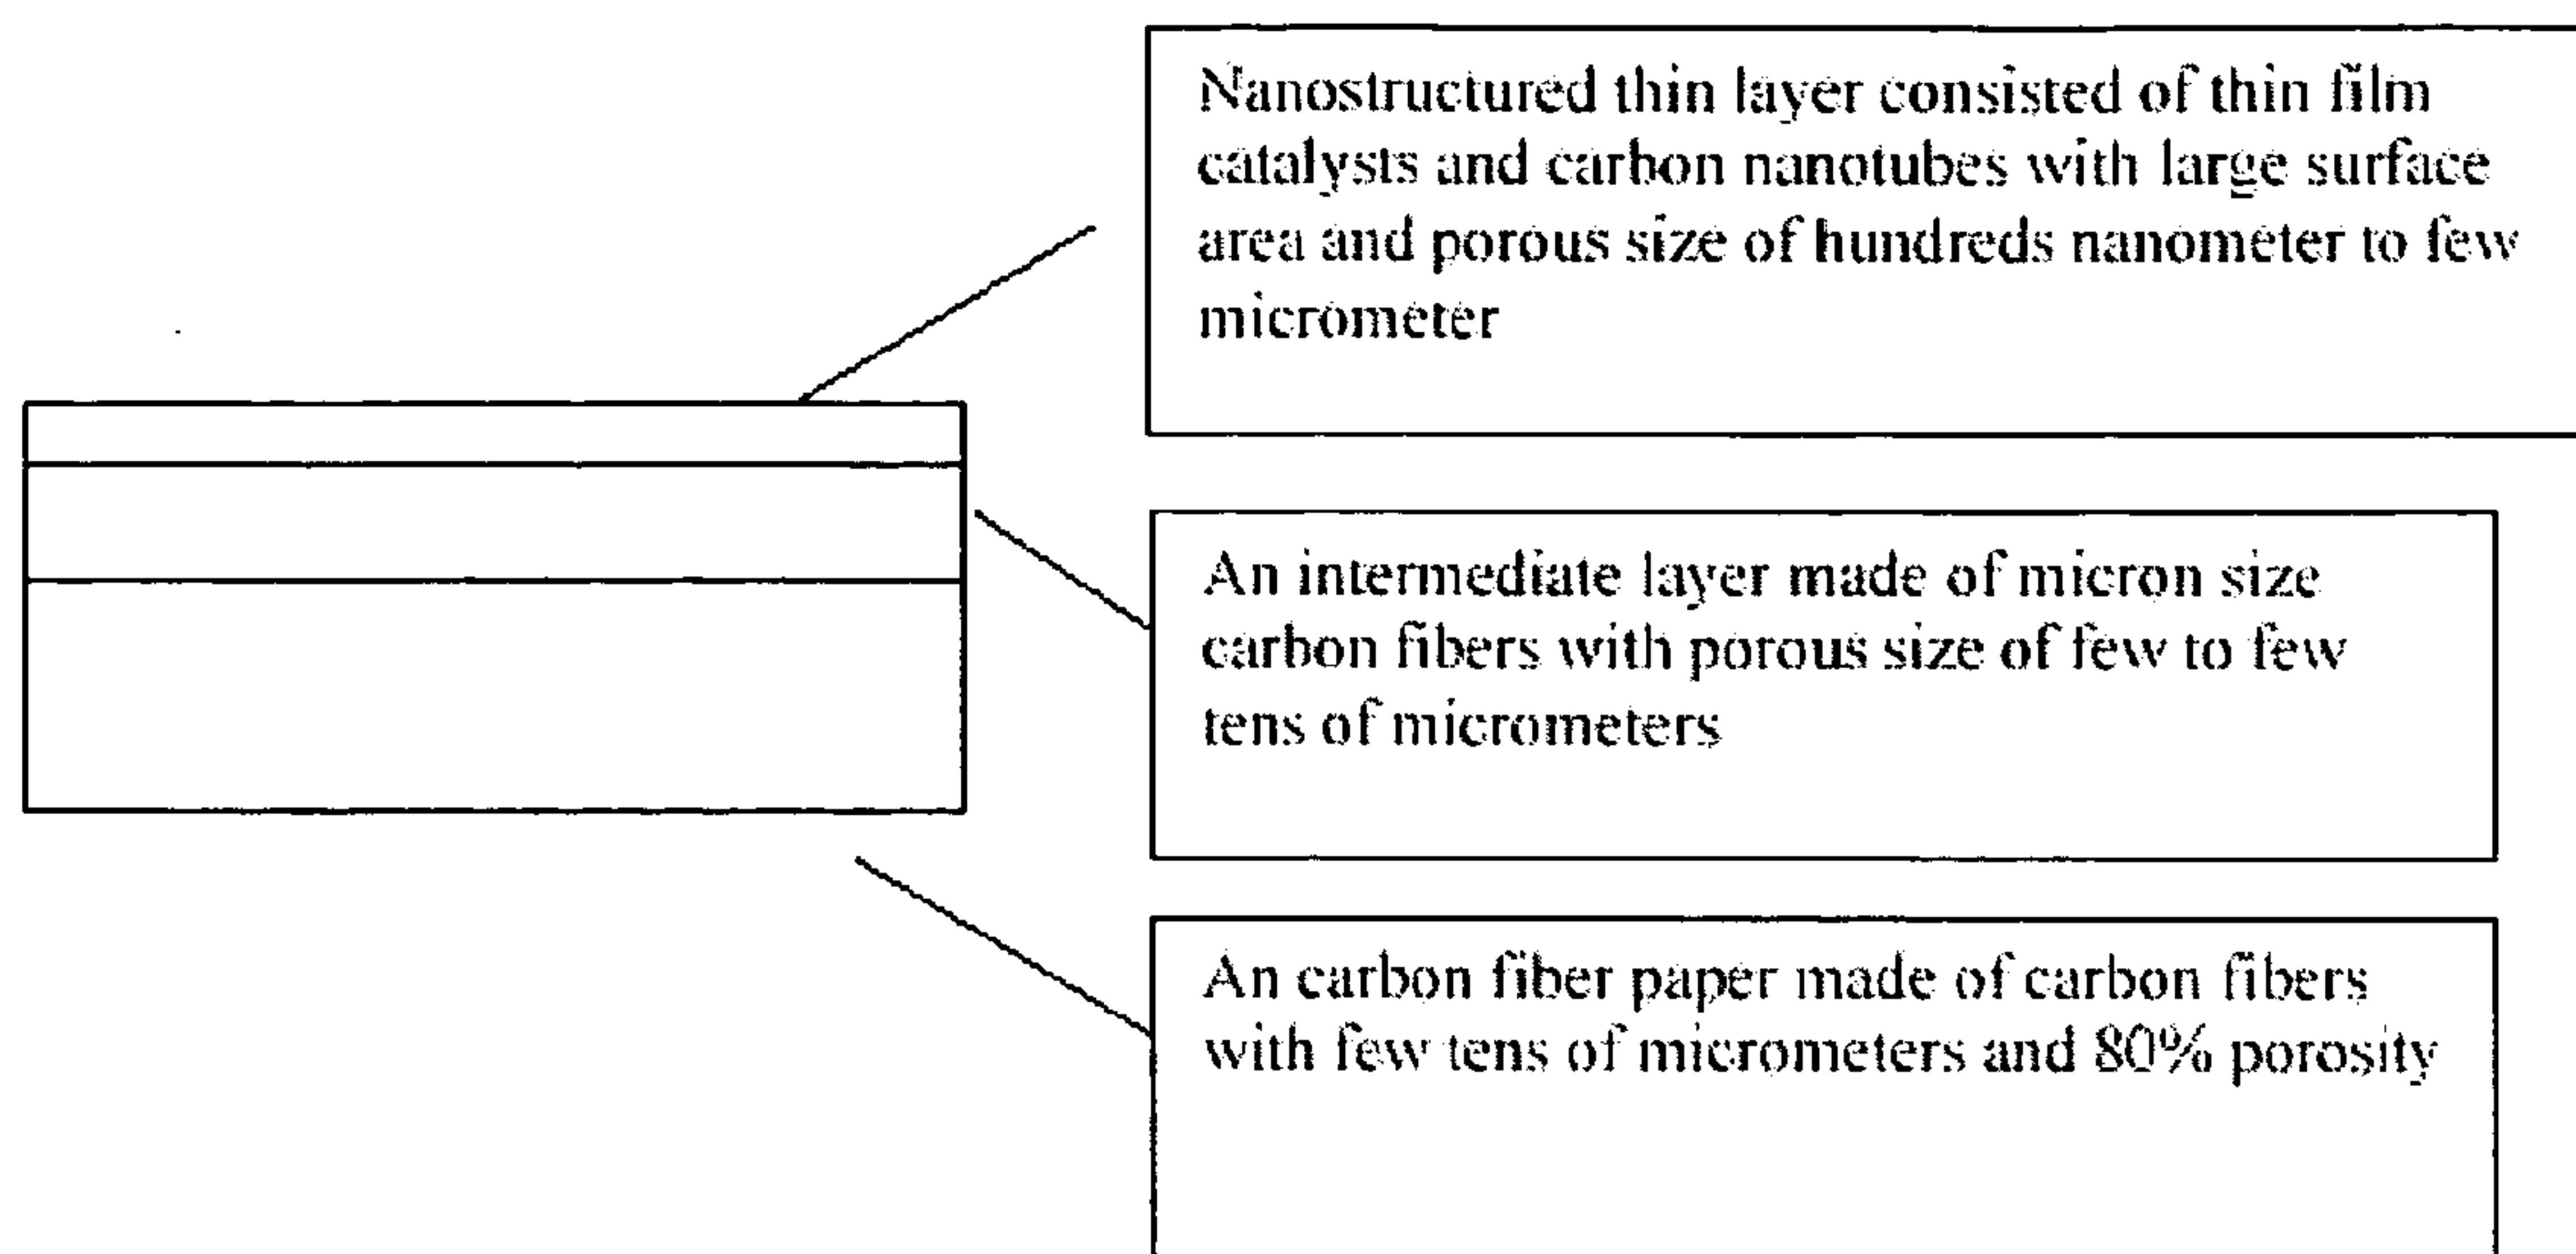 Nanostructured thin layer consisted of thin film
catalysts and carbon nanotubes with large surface
area and porous size of hundreds nanometer to few
micrometer
An intermediate layer made of micron size
carbon fibers with porous size of few to few
tens of micrometers
An carbon fiber paper made of carbon fibers
with few tens of micrometers and 80% porosity